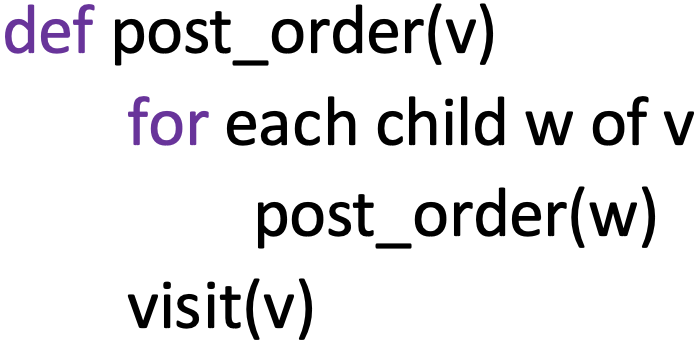 def post_order(v)
for each child w of v
post_order(w)
visit(v)